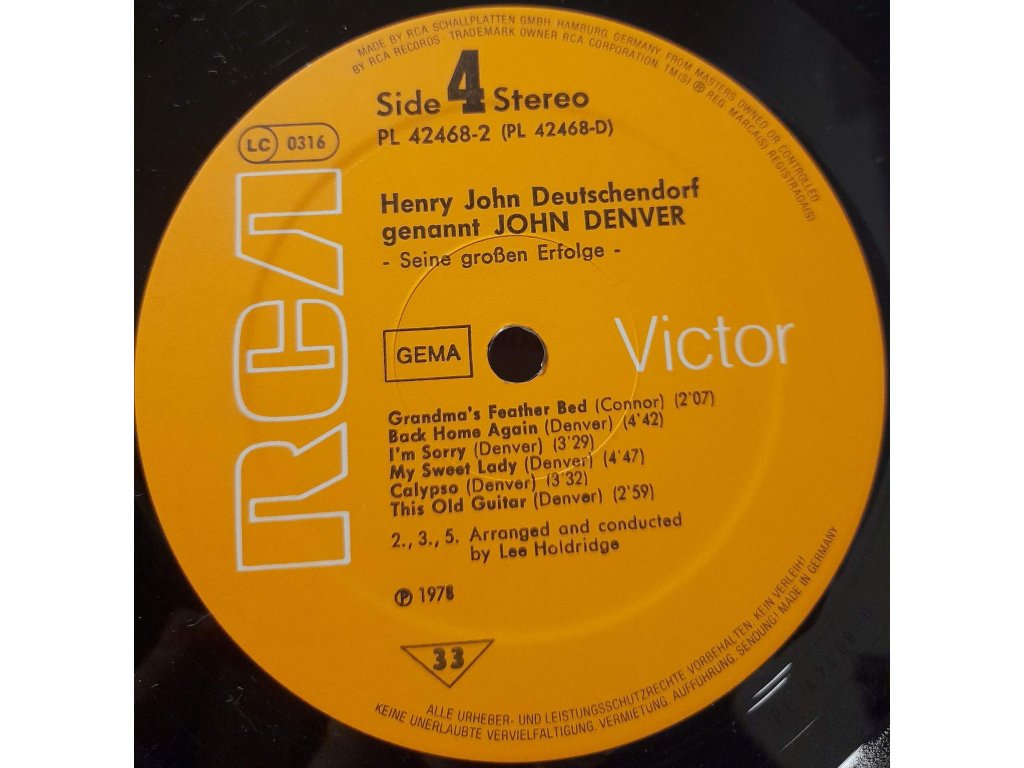 MADE BY RCA SCHALLPLATTEN GMBH, HAMBURG, GERMANY, FROM MASTERS OWNED OR CONTROLLED
BY RCA RECORDS · TRADEMARK OWNER RCA CORPORATION TM(S) ® REG. MARCA(S) REGISTRADA(S)
Side 4 Stereo
PL 42468-2 (PL 42468-D)
LC 0316
Henry John Deutschendorf
genannt JOHN DENVER
- Seine großen Erfolge -
RCA
GEMA
Victor
Grandma's Feather Bed (Connor) (2'07)
Back Home Again (Denver) (4'42)
I'm Sorry (Denver) (3'29)
My Sweet Lady (Denver) (4'47)
Calypso (Denver) (3'32)
This Old Guitar (Denver) (2'59)
2., 3., 5. Arranged and conducted
by Lee Holdridge
℗ 1978
33
ALLE URHEBER- UND LEISTUNGSSCHUTZRECHTE VORBEHALTEN. KEIN VERLEIH!
KEINE UNERLAUBTE VERVIELFÄLTIGUNG, VERMIETUNG, AUFFÜHRUNG, SENDUNG! MADE IN GERMANY